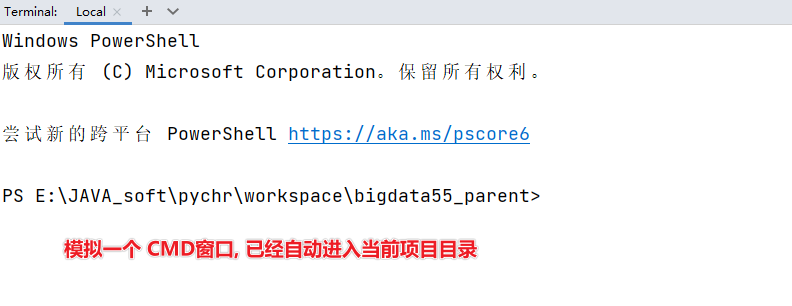 Terminal: Local × + ∨
Windows PowerShell
版权所有 (C) Microsoft Corporation。保留所有权利。
尝试新的跨平台 PowerShell https://aka.ms/pscore6
PS E:\JAVA_soft\pychr\workspace\bigdata55_parent>
模拟一个 CMD窗口, 已经自动进入当前项目目录